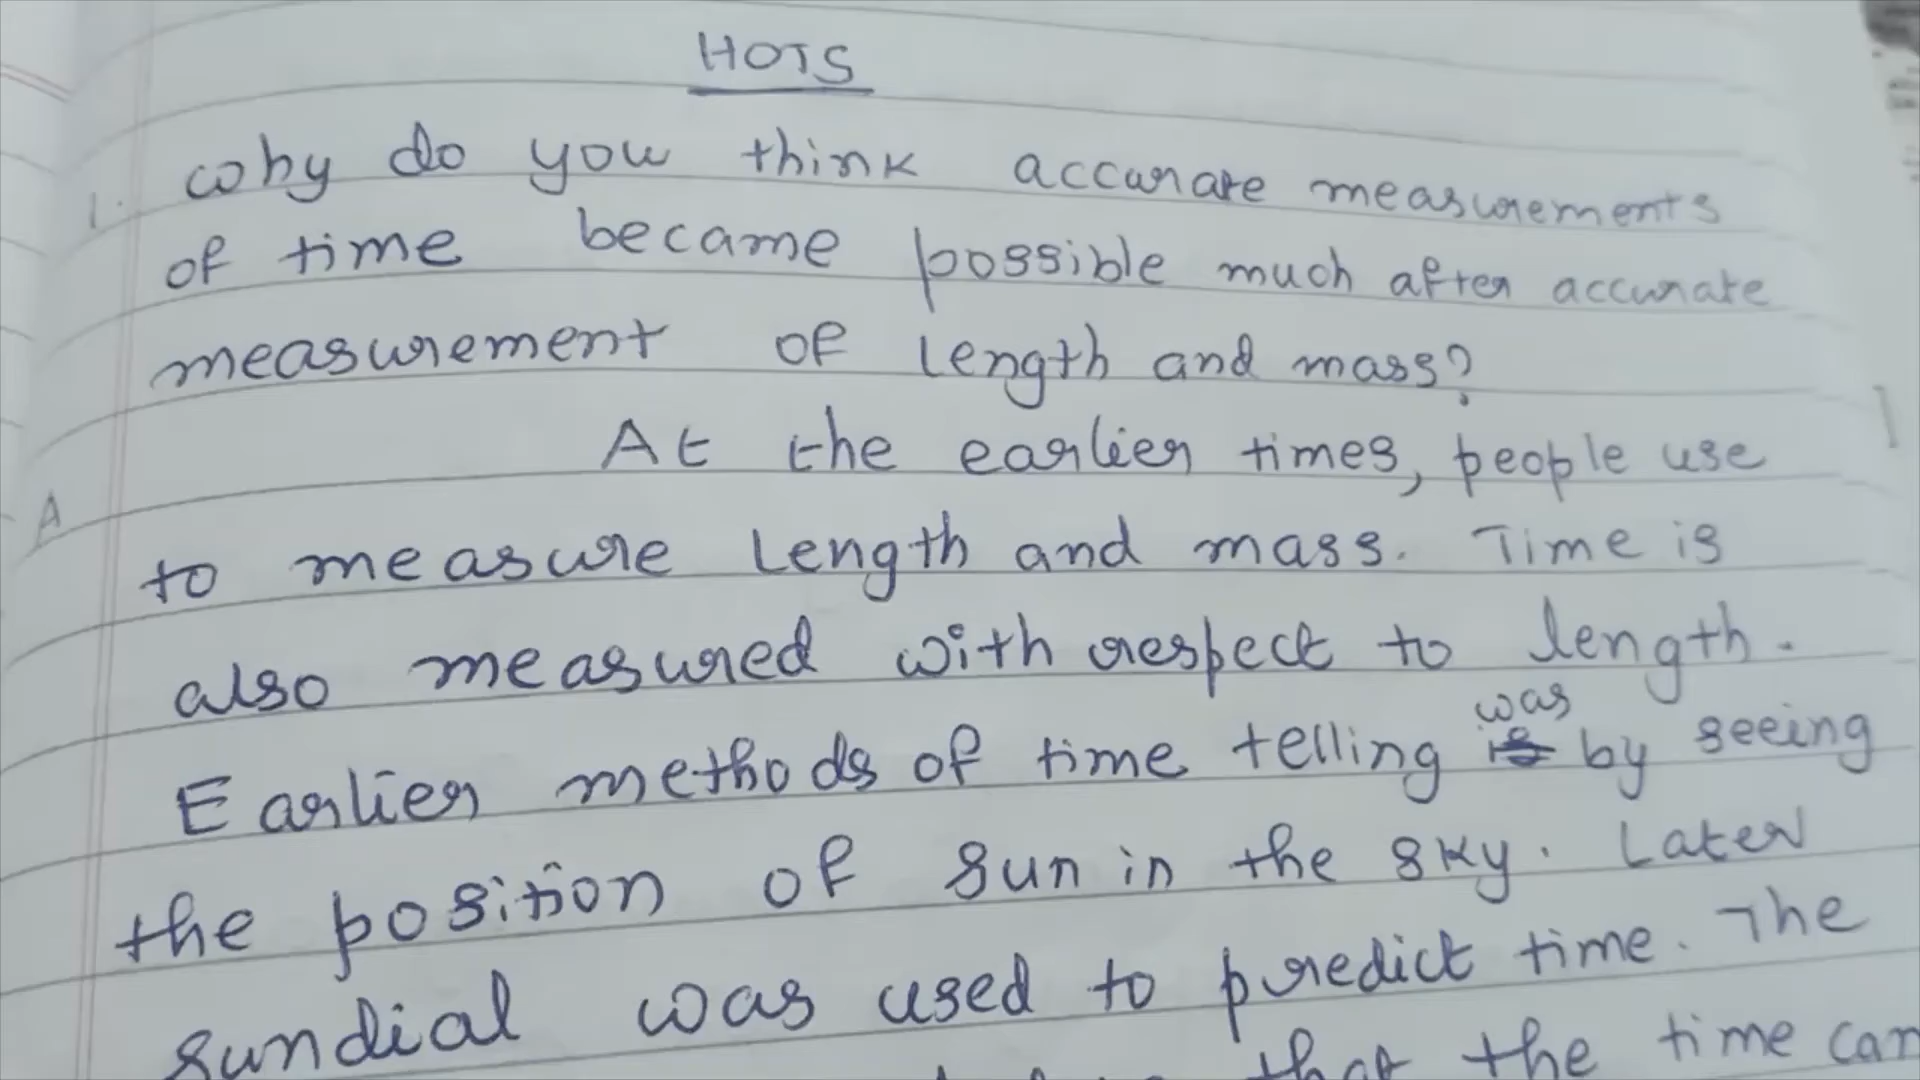 HOTS
1. Why do you think accurate measurements
of time became possible much after accurate
measurement of length and mass?
A At the earlier times, people use
to measure length and mass. Time is
also measured with respect to length.
Earlier methods of time telling is was by seeing
the position of sun in the sky. Later
sundial was used to predict time. The
that the time can